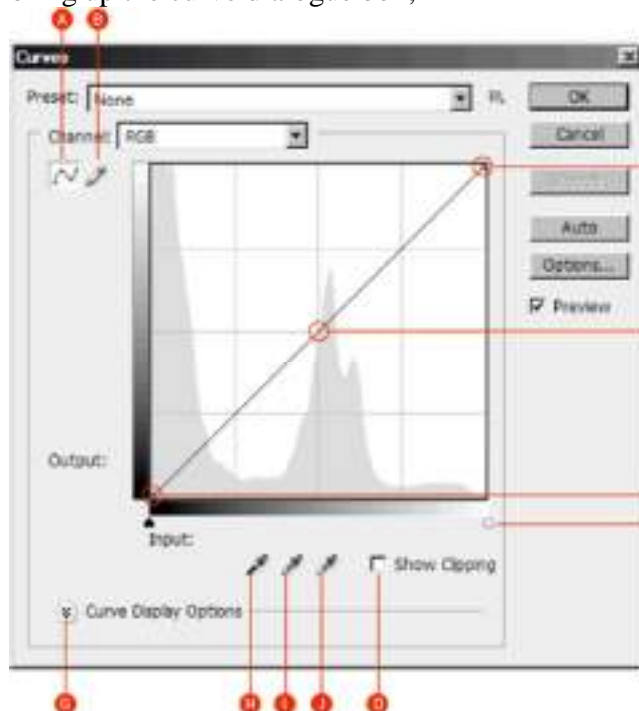 A B
Curves
Preset: None
OK
Channel: RGB
Cancel
Auto
Options...
Preview
Output:
Input:
Show Clipping
Curve Display Options
G H I J D